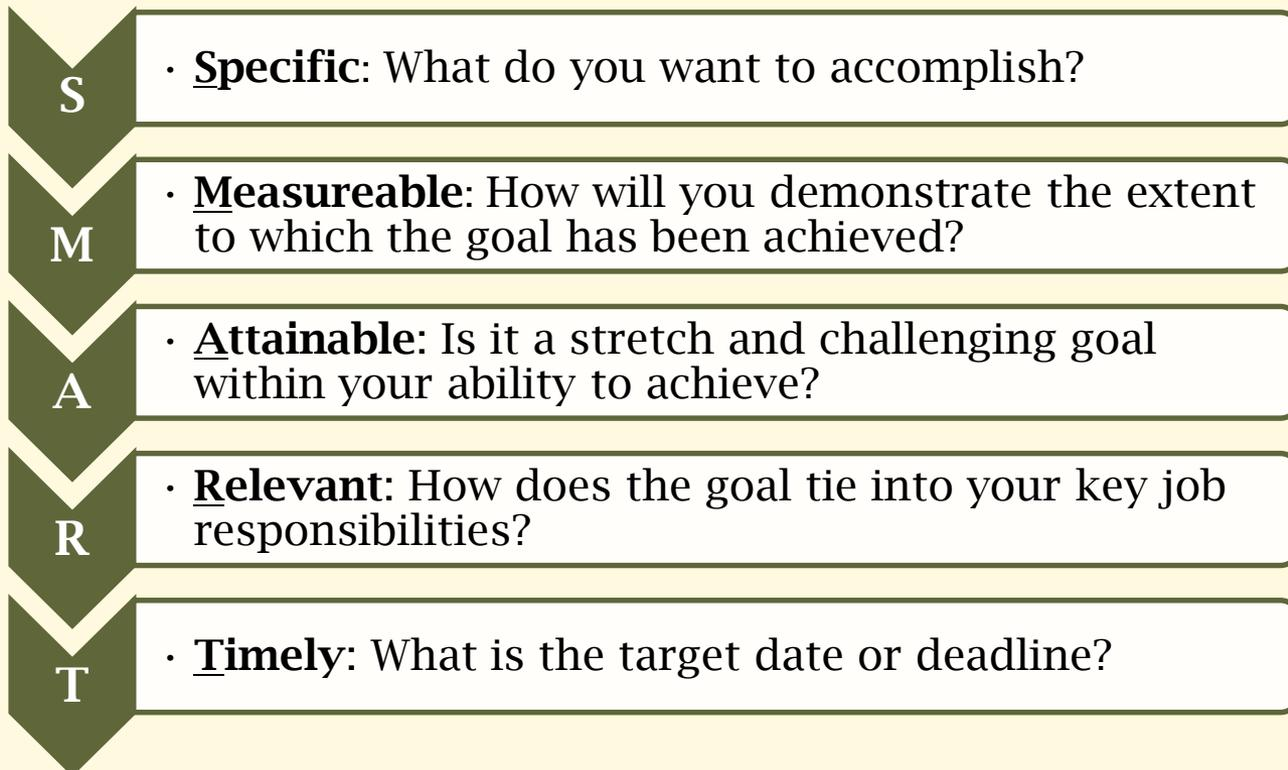 S
· Specific: What do you want to accomplish?
M
· Measureable: How will you demonstrate the extent
to which the goal has been achieved?
A
· Attainable: Is it a stretch and challenging goal
within your ability to achieve?
R
· Relevant: How does the goal tie into your key job
responsibilities?
T
· Timely: What is the target date or deadline?